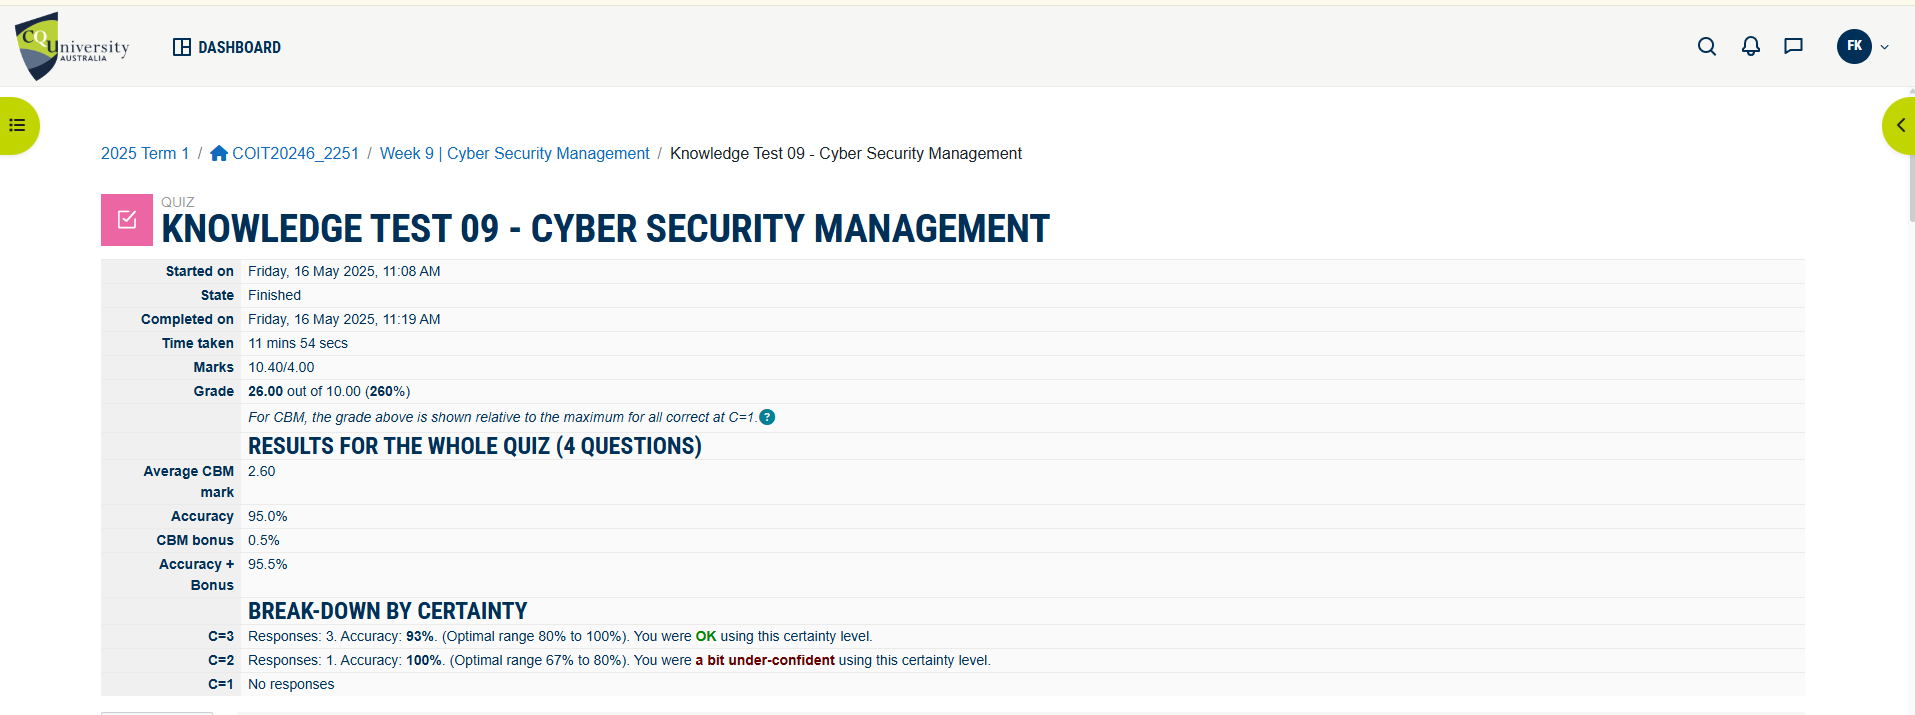 CQUniversity
AUSTRALIA
DASHBOARD
FK
2025 Term 1 / COIT20246_2251 / Week 9 | Cyber Security Management / Knowledge Test 09 - Cyber Security Management
QUIZ
KNOWLEDGE TEST 09 - CYBER SECURITY MANAGEMENT
Started on Friday, 16 May 2025, 11:08 AM
State Finished
Completed on Friday, 16 May 2025, 11:19 AM
Time taken 11 mins 54 secs
Marks 10.40/4.00
Grade 26.00 out of 10.00 (260%)
For CBM, the grade above is shown relative to the maximum for all correct at C=1. ?
RESULTS FOR THE WHOLE QUIZ (4 QUESTIONS)
Average CBM 2.60
mark
Accuracy 95.0%
CBM bonus 0.5%
Accuracy + 95.5%
Bonus
BREAK-DOWN BY CERTAINTY
C=3 Responses: 3. Accuracy: 93%. (Optimal range 80% to 100%). You were OK using this certainty level.
C=2 Responses: 1. Accuracy: 100%. (Optimal range 67% to 80%). You were a bit under-confident using this certainty level.
C=1 No responses